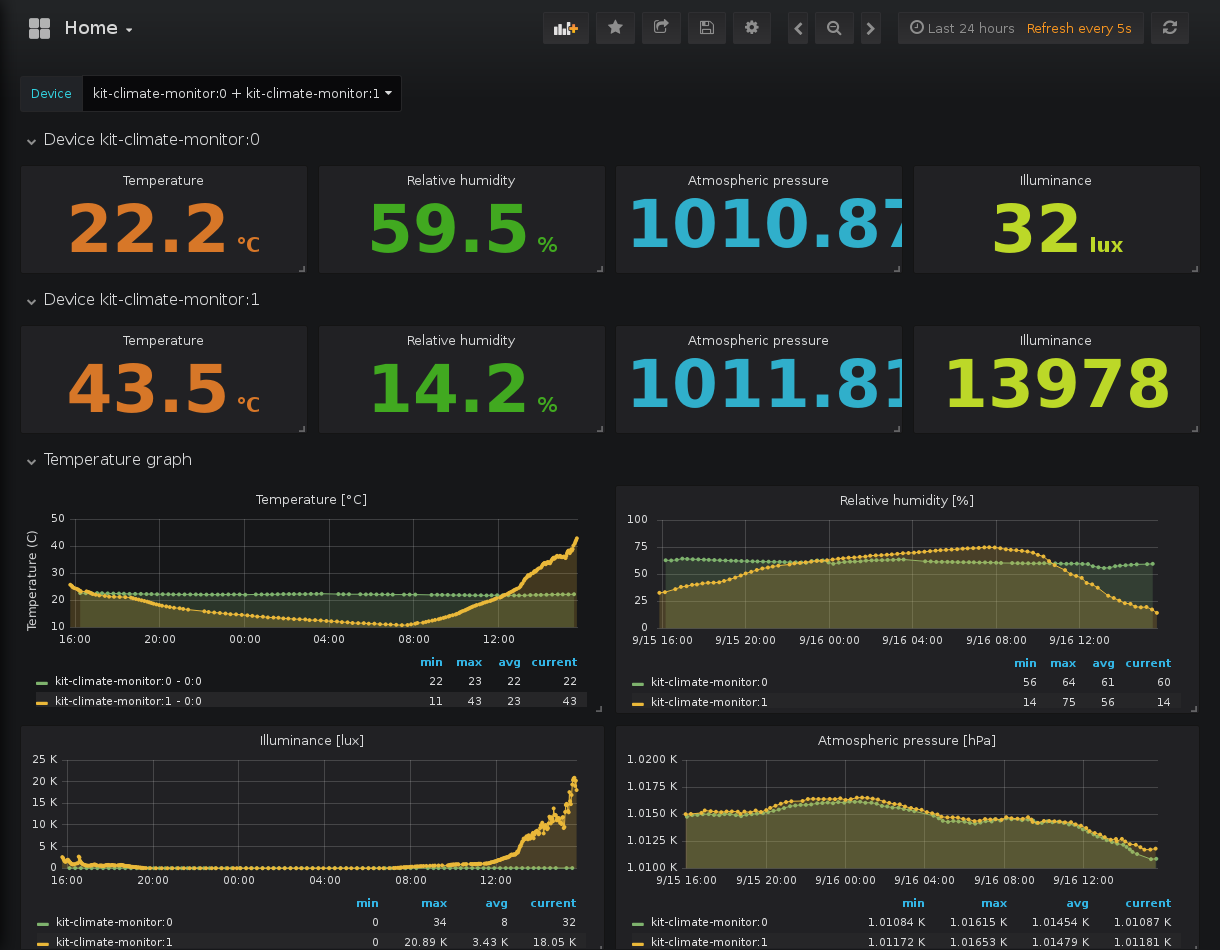 Home
Last 24 hours Refresh every 5s
Device kit-climate-monitor:0 + kit-climate-monitor:1
Device kit-climate-monitor:0
Temperature Relative humidity Atmospheric pressure Illuminance
22.2 °C 59.5 % 1010.87 32 lux
Device kit-climate-monitor:1
Temperature Relative humidity Atmospheric pressure Illuminance
43.5 °C 14.2 % 1011.81 13978
Temperature graph
Temperature [°C]
Temperature (C)
50
40
30
20
10
16:00 20:00 00:00 04:00 08:00 12:00
min max avg current
kit-climate-monitor:0 - 0:0 22 23 22 22
kit-climate-monitor:1 - 0:0 11 43 23 43
Relative humidity [%]
100
75
50
25
0
9/15 16:00 9/15 20:00 9/16 00:00 9/16 04:00 9/16 08:00 9/16 12:00
min max avg current
kit-climate-monitor:0 56 64 61 60
kit-climate-monitor:1 14 75 56 14
Illuminance [lux]
25 K
20 K
15 K
10 K
5 K
0
16:00 20:00 00:00 04:00 08:00 12:00
min max avg current
kit-climate-monitor:0 0 34 8 32
kit-climate-monitor:1 0 20.89 K 3.43 K 18.05 K
Atmospheric pressure [hPa]
1.0200 K
1.0175 K
1.0150 K
1.0125 K
1.0100 K
9/15 16:00 9/15 20:00 9/16 00:00 9/16 04:00 9/16 08:00 9/16 12:00
min max avg current
kit-climate-monitor:0 1.01084 K 1.01615 K 1.01454 K 1.01087 K
kit-climate-monitor:1 1.01172 K 1.01653 K 1.01479 K 1.01181 K